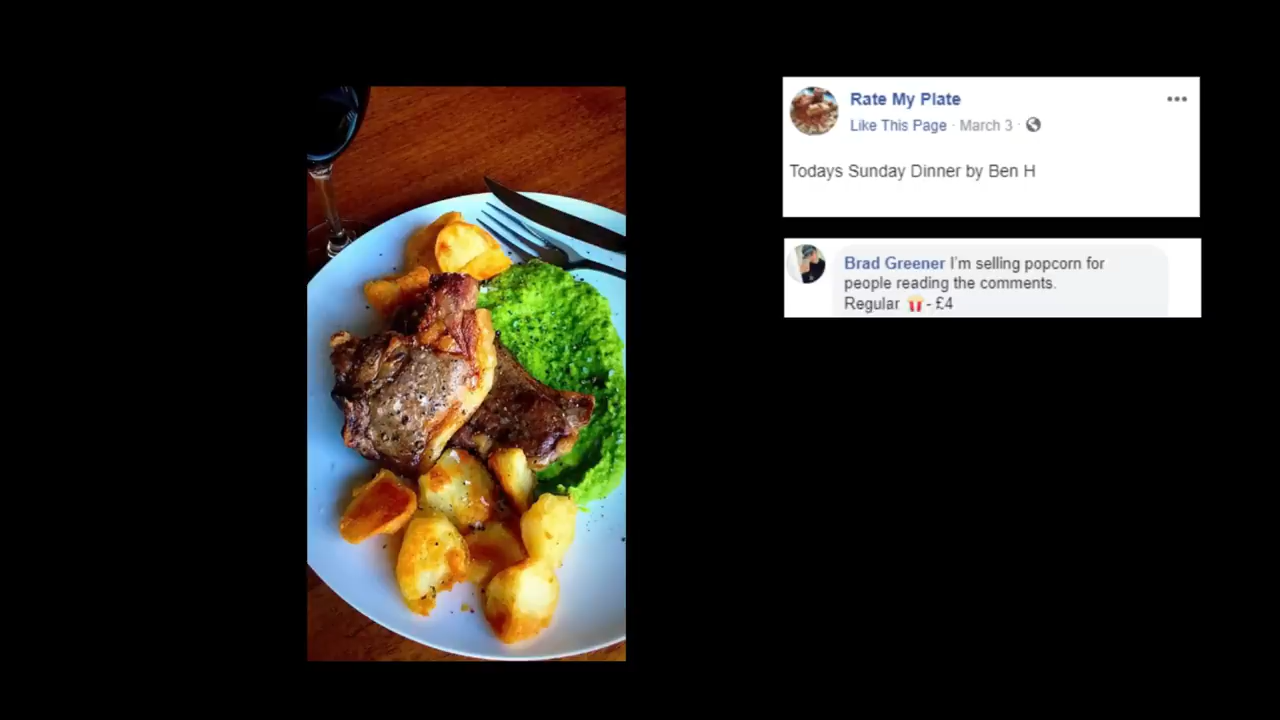 Rate My Plate
Like This Page · March 3 ·
Todays Sunday Dinner by Ben H
Brad Greener I'm selling popcorn for
people reading the comments.
Regular 🍿- £4